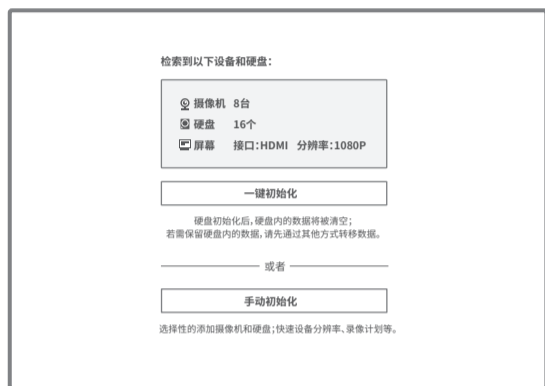 检索到以下设备和硬盘：
摄像机 8台
硬盘 16个
屏幕 接口：HDMI 分辨率：1080P
一键初始化
硬盘初始化后，硬盘内的数据将被清空；
若需保留硬盘内的数据，请先通过其他方式转移数据。
或者
手动初始化
选择性的添加摄像机和硬盘；快速设备分辨率、录像计划等。